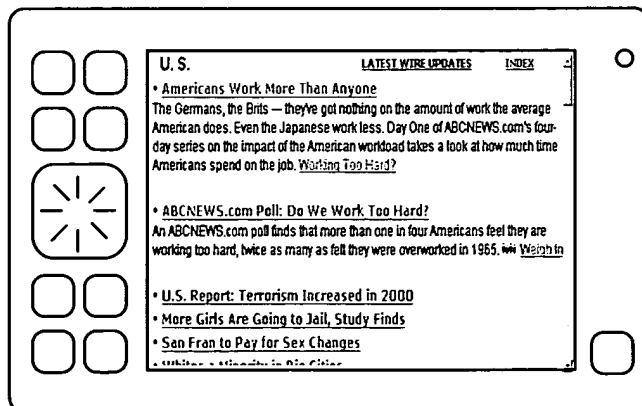 U. S. LATEST WIRE UPDATES INDEX
• Americans Work More Than Anyone
The Germans, the Brits — they've got nothing on the amount of work the average
American does. Even the Japanese work less. Day One of ABCNEWS.com's four-
day series on the impact of the American workload takes a look at how much time
Americans spend on the job. Working Too Hard?
• ABCNEWS.com Poll: Do We Work Too Hard?
An ABCNEWS.com poll finds that more than one in four Americans feel they are
working too hard, twice as many as felt they were overworked in 1965. Weigh In
• U.S. Report: Terrorism Increased in 2000
• More Girls Are Going to Jail, Study Finds
• San Fran to Pay for Sex Changes
• Whites a Minority in Big Cities